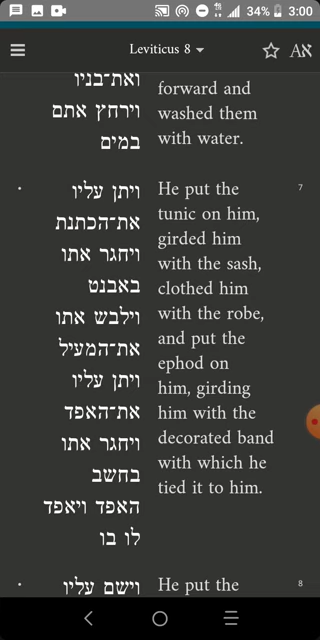 34% 3:00
Leviticus 8
ואת־בניו
וירחץ אתם
במים
forward and
washed them
with water.
ויתן עליו
את־הכתנת
ויחגר אתו
באבנט
וילבש אתו
את־המעיל
ויתן עליו
את־האפד
ויחגר אתו
בחשב
האפד ויאפד
לו בו
He put the
tunic on him,
girded him
with the sash,
clothed him
with the robe,
and put the
ephod on
him, girding
him with the
decorated band
with which he
tied it to him.
7
וישם עליו
He put the
8